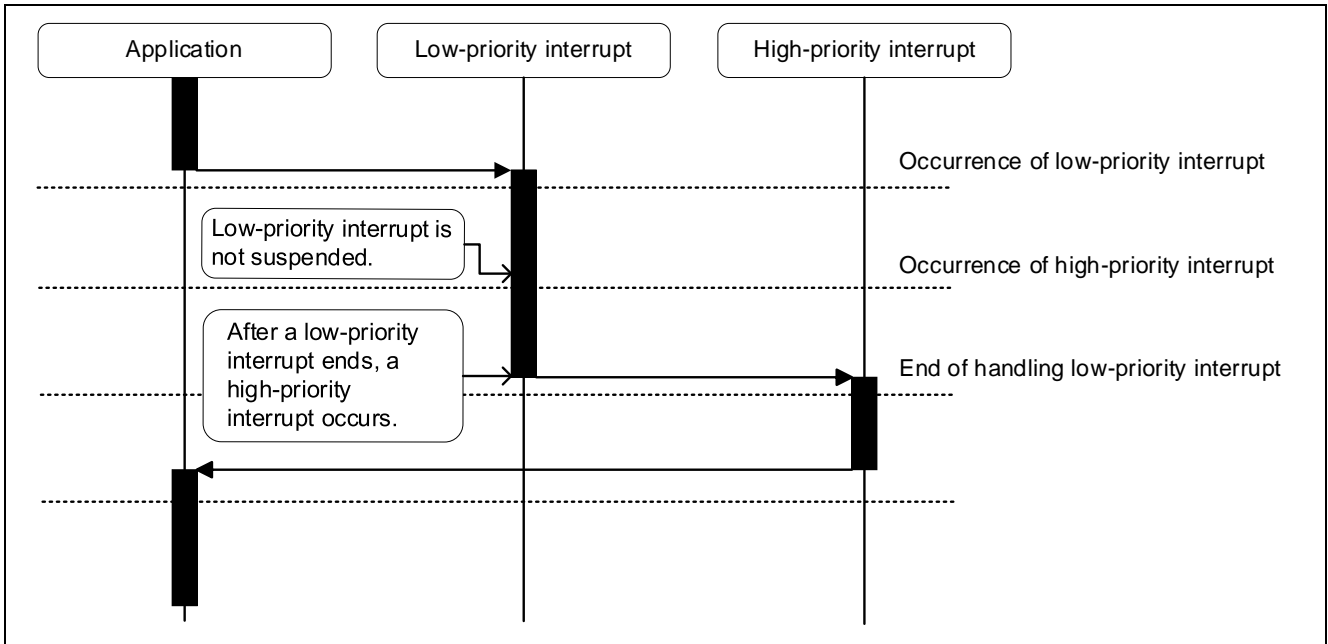 Application
Low-priority interrupt
High-priority interrupt
Occurrence of low-priority interrupt
Low-priority interrupt is
not suspended.
Occurrence of high-priority interrupt
After a low-priority
interrupt ends, a
high-priority
interrupt occurs.
End of handling low-priority interrupt